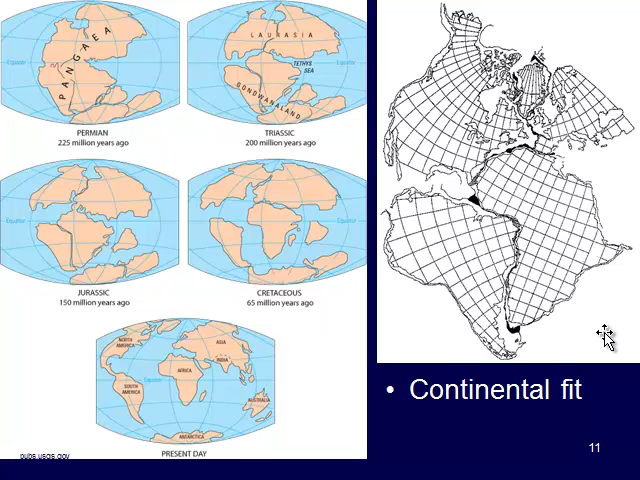 Equator
PANGAEA
PERMIAN
225 million years ago
LAURASIA
TETHYS
SEA
Equator
GONDWANALAND
TRIASSIC
200 million years ago
Equator
JURASSIC
150 million years ago
Equator
CRETACEOUS
65 million years ago
NORTH
AMERICA
ASIA
INDIA
AFRICA
Equator
SOUTH
AMERICA
AUSTRALIA
ANTARCTICA
PRESENT DAY
pubs.usgs.gov
• Continental fit
11